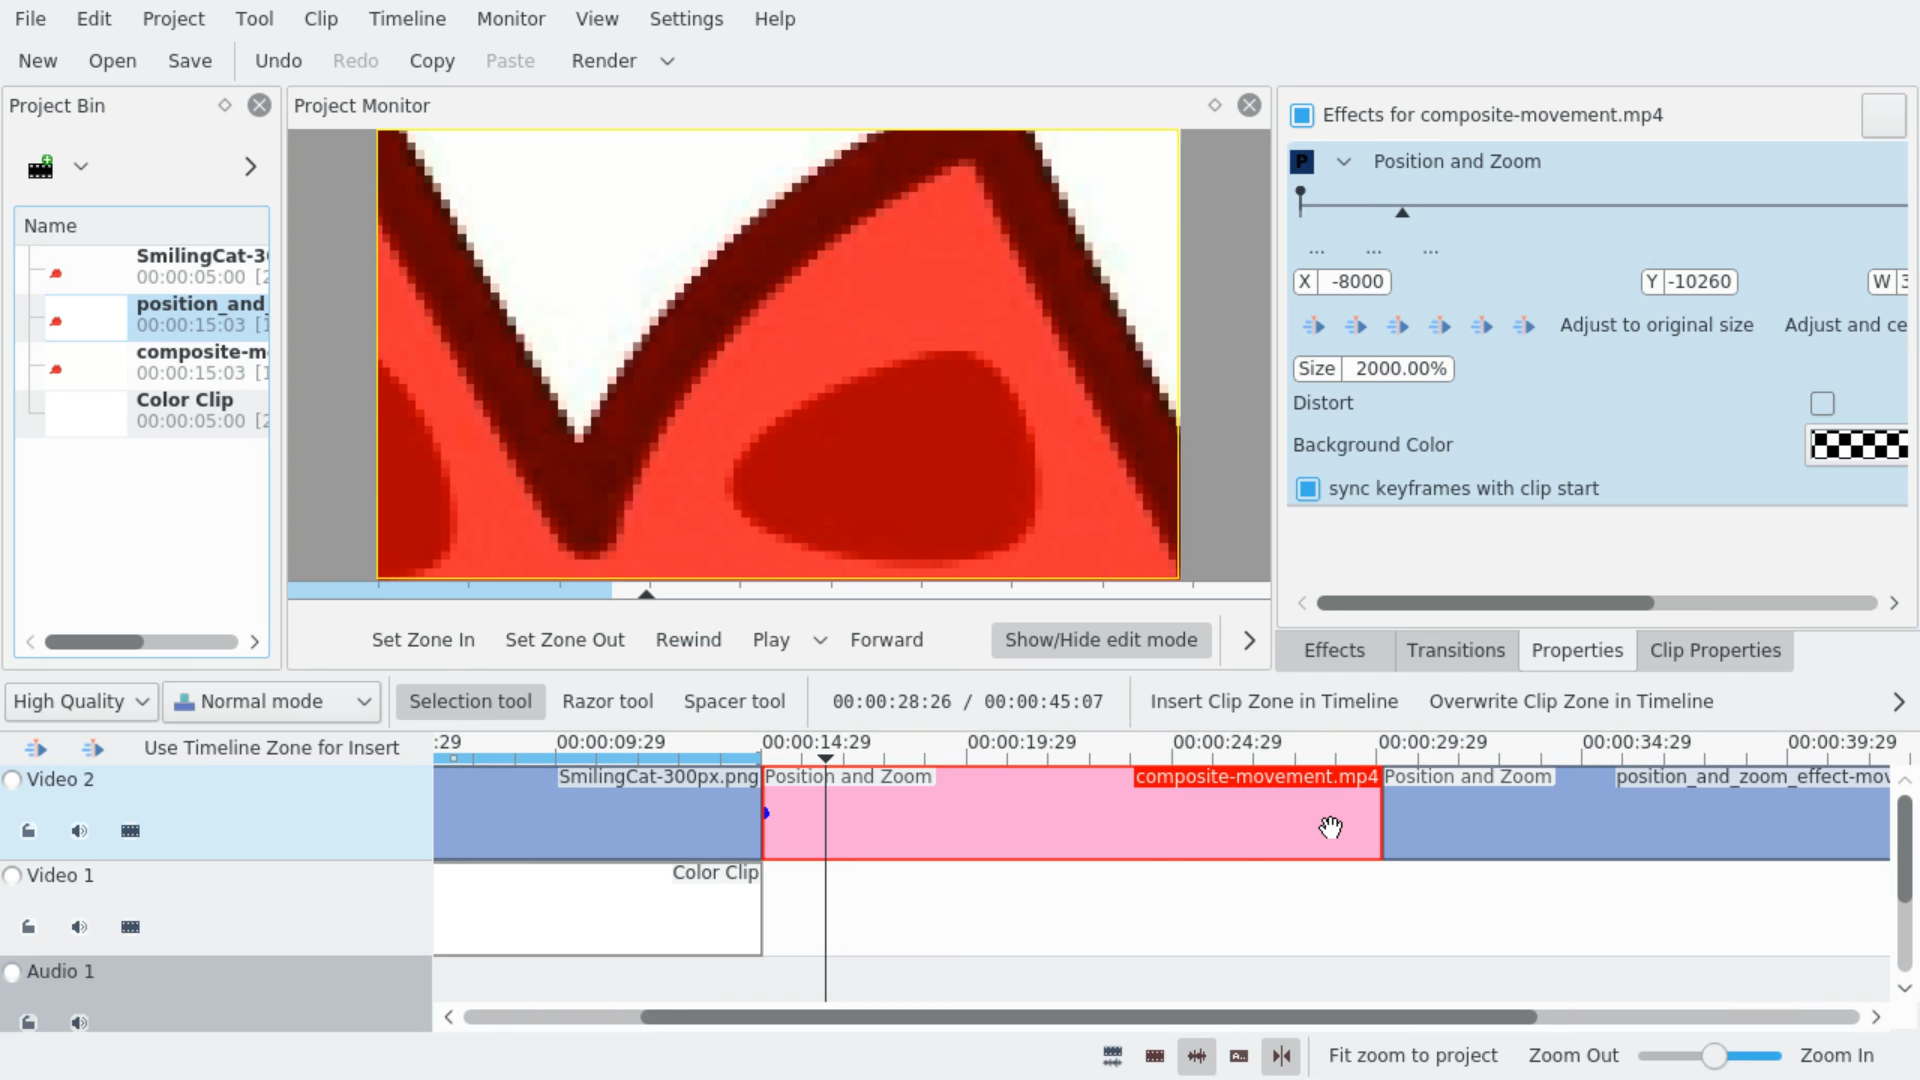 File Edit Project Tool Clip Timeline Monitor View Settings Help
New Open Save Undo Redo Copy Paste Render
Project Bin
Name
SmilingCat-3
00:00:05:00 [2
position_and_
00:00:15:03 [1
composite-m
00:00:15:03 [1
Color Clip
00:00:05:00 [2
Project Monitor
Set Zone In Set Zone Out Rewind Play Forward Show/Hide edit mode
Effects for composite-movement.mp4
P Position and Zoom
... ... ...
X -8000 Y -10260 W 3
Adjust to original size Adjust and ce
Size 2000.00%
Distort
Background Color
sync keyframes with clip start
Effects Transitions Properties Clip Properties
High Quality Normal mode Selection tool Razor tool Spacer tool 00:00:28:26 / 00:00:45:07 Insert Clip Zone in Timeline Overwrite Clip Zone in Timeline
Use Timeline Zone for Insert :29 00:00:09:29 00:00:14:29 00:00:19:29 00:00:24:29 00:00:29:29 00:00:34:29 00:00:39:29
Video 2 SmilingCat-300px.png Position and Zoom composite-movement.mp4 Position and Zoom position_and_zoom_effect-mov
Video 1 Color Clip
Audio 1
Fit zoom to project Zoom Out Zoom In